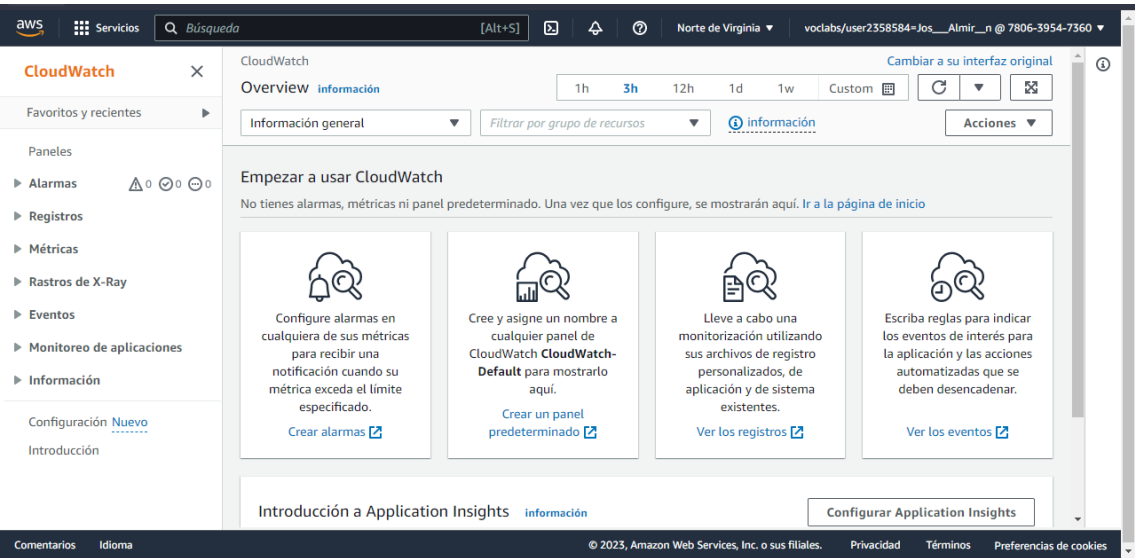 aws Servicios Búsqueda [Alt+S] Norte de Virginia ▼ voclabs/user2358584=Jos___Almir__n @ 7806-3954-7360 ▼
CloudWatch
Favoritos y recientes
Paneles
Alarmas 0 0 0
Registros
Métricas
Rastros de X-Ray
Eventos
Monitoreo de aplicaciones
Información
Configuración Nuevo
Introducción
CloudWatch Cambiar a su interfaz original
Overview información 1h 3h 12h 1d 1w Custom
Información general Filtrar por grupo de recursos información Acciones
Empezar a usar CloudWatch
No tienes alarmas, métricas ni panel predeterminado. Una vez que los configure, se mostrarán aquí. Ir a la página de inicio
Configure alarmas en
cualquiera de sus métricas
para recibir una
notificación cuando su
métrica exceda el límite
especificado.
Crear alarmas
Cree y asigne un nombre a
cualquier panel de
CloudWatch CloudWatch-
Default para mostrarlo
aquí.
Crear un panel
predeterminado
Lleve a cabo una
monitorización utilizando
sus archivos de registro
personalizados, de
aplicación y de sistema
existentes.
Ver los registros
Escriba reglas para indicar
los eventos de interés para
la aplicación y las acciones
automatizadas que se
deben desencadenar.
Ver los eventos
Introducción a Application Insights información Configurar Application Insights
Comentarios Idioma © 2023, Amazon Web Services, Inc. o sus filiales. Privacidad Términos Preferencias de cookies